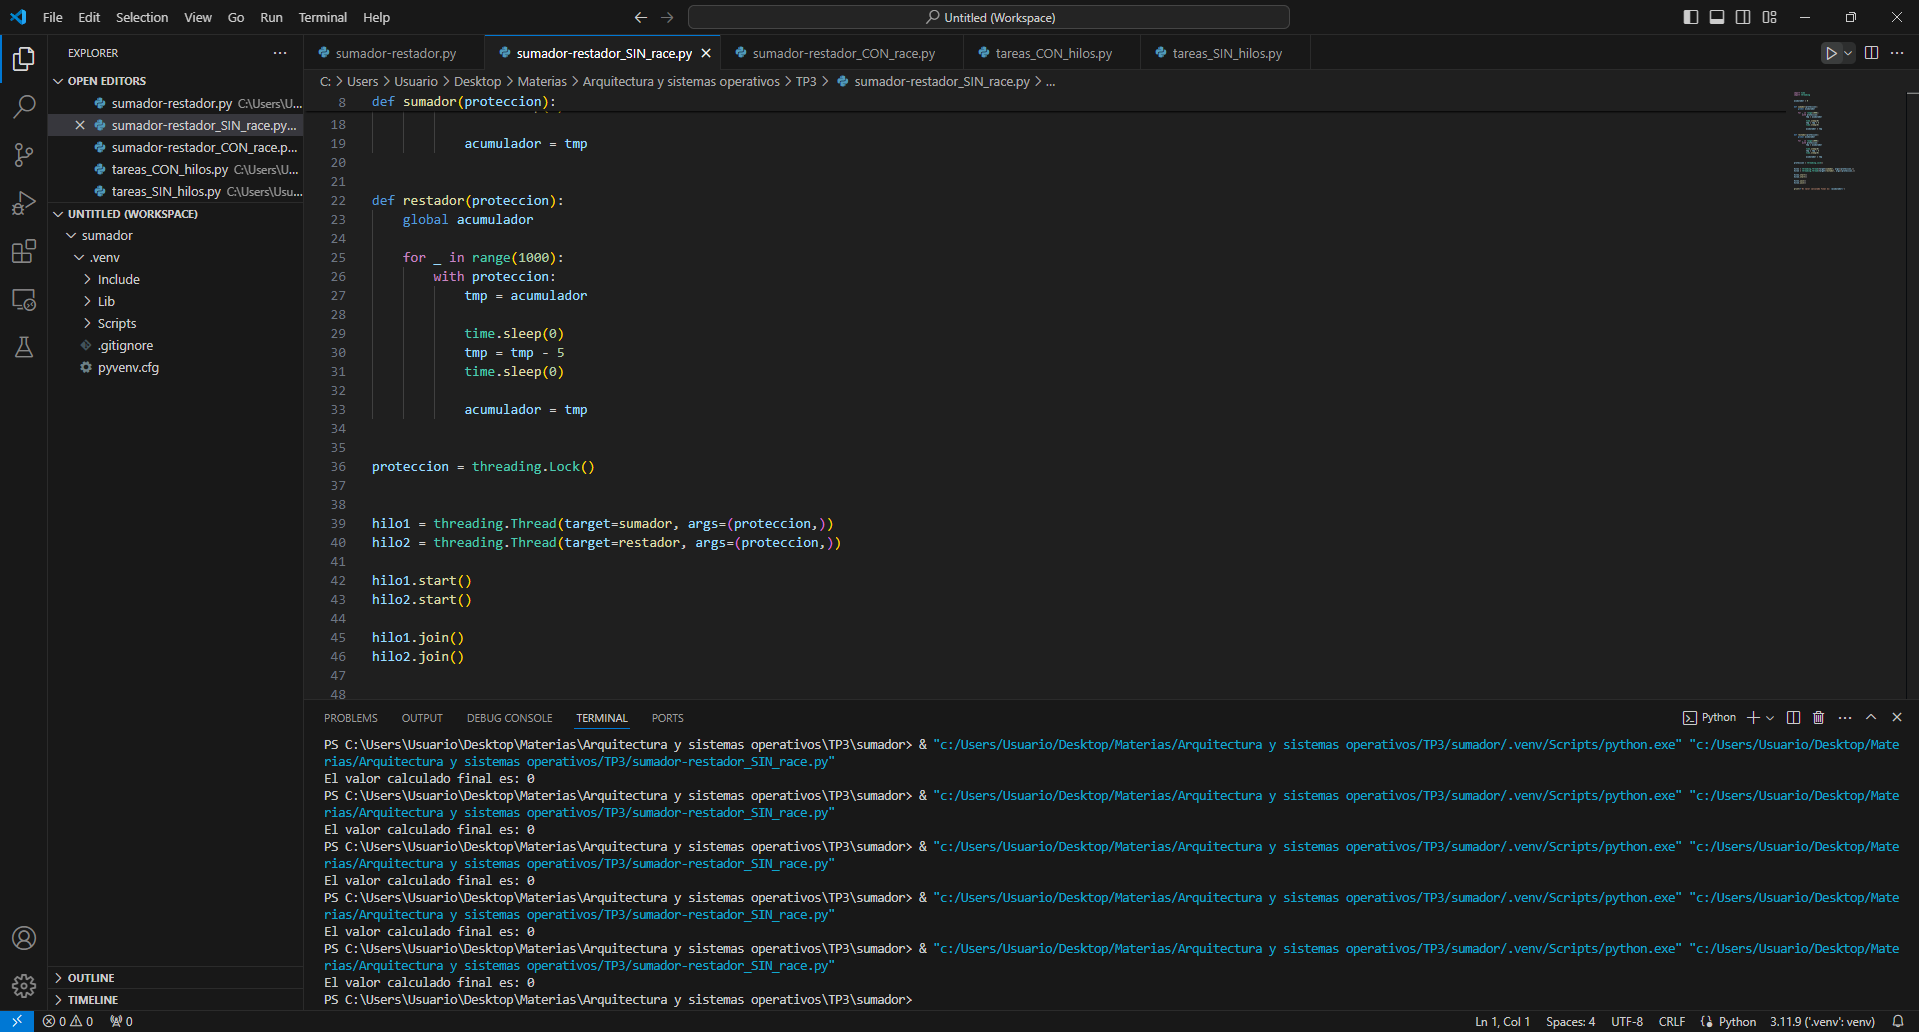 File Edit Selection View Go Run Terminal Help
Untitled (Workspace)
EXPLORER
OPEN EDITORS
sumador-restador.py C:\Users\U...
sumador-restador_SIN_race.py...
sumador-restador_CON_race.p...
tareas_CON_hilos.py C:\Users\U...
tareas_SIN_hilos.py C:\Users\Usu...
UNTITLED (WORKSPACE)
sumador
.venv
Include
Lib
Scripts
.gitignore
pyvenv.cfg
OUTLINE
TIMELINE
sumador-restador.py
sumador-restador_SIN_race.py
sumador-restador_CON_race.py
tareas_CON_hilos.py
tareas_SIN_hilos.py
C: > Users > Usuario > Desktop > Materias > Arquitectura y sistemas operativos > TP3 > sumador-restador_SIN_race.py > ...
8 def sumador(proteccion):
18
19 acumulador = tmp
20
21
22 def restador(proteccion):
23 global acumulador
24
25 for _ in range(1000):
26 with proteccion:
27 tmp = acumulador
28
29 time.sleep(0)
30 tmp = tmp - 5
31 time.sleep(0)
32
33 acumulador = tmp
34
35
36 proteccion = threading.Lock()
37
38
39 hilo1 = threading.Thread(target=sumador, args=(proteccion,))
40 hilo2 = threading.Thread(target=restador, args=(proteccion,))
41
42 hilo1.start()
43 hilo2.start()
44
45 hilo1.join()
46 hilo2.join()
47
48
PROBLEMS OUTPUT DEBUG CONSOLE TERMINAL PORTS
Python
PS C:\Users\Usuario\Desktop\Materias\Arquitectura y sistemas operativos\TP3\sumador> & "c:/Users/Usuario/Desktop/Materias/Arquitectura y sistemas operativos/TP3/sumador/.venv/Scripts/python.exe" "c:/Users/Usuario/Desktop/Mate
rias/Arquitectura y sistemas operativos/TP3/sumador-restador_SIN_race.py"
El valor calculado final es: 0
PS C:\Users\Usuario\Desktop\Materias\Arquitectura y sistemas operativos\TP3\sumador> & "c:/Users/Usuario/Desktop/Materias/Arquitectura y sistemas operativos/TP3/sumador/.venv/Scripts/python.exe" "c:/Users/Usuario/Desktop/Mate
rias/Arquitectura y sistemas operativos/TP3/sumador-restador_SIN_race.py"
El valor calculado final es: 0
PS C:\Users\Usuario\Desktop\Materias\Arquitectura y sistemas operativos\TP3\sumador> & "c:/Users/Usuario/Desktop/Materias/Arquitectura y sistemas operativos/TP3/sumador/.venv/Scripts/python.exe" "c:/Users/Usuario/Desktop/Mate
rias/Arquitectura y sistemas operativos/TP3/sumador-restador_SIN_race.py"
El valor calculado final es: 0
PS C:\Users\Usuario\Desktop\Materias\Arquitectura y sistemas operativos\TP3\sumador> & "c:/Users/Usuario/Desktop/Materias/Arquitectura y sistemas operativos/TP3/sumador/.venv/Scripts/python.exe" "c:/Users/Usuario/Desktop/Mate
rias/Arquitectura y sistemas operativos/TP3/sumador-restador_SIN_race.py"
El valor calculado final es: 0
PS C:\Users\Usuario\Desktop\Materias\Arquitectura y sistemas operativos\TP3\sumador> & "c:/Users/Usuario/Desktop/Materias/Arquitectura y sistemas operativos/TP3/sumador/.venv/Scripts/python.exe" "c:/Users/Usuario/Desktop/Mate
rias/Arquitectura y sistemas operativos/TP3/sumador-restador_SIN_race.py"
El valor calculado final es: 0
PS C:\Users\Usuario\Desktop\Materias\Arquitectura y sistemas operativos\TP3\sumador>
0 0 0
Ln 1, Col 1 Spaces: 4 UTF-8 CRLF Python 3.11.9 ('.venv': venv)